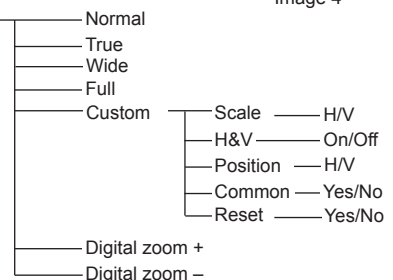 Image 4
Normal
True
Wide
Full
Custom Scale H/V
H&V On/Off
Position H/V
Common Yes/No
Reset Yes/No
Digital zoom +
Digital zoom –